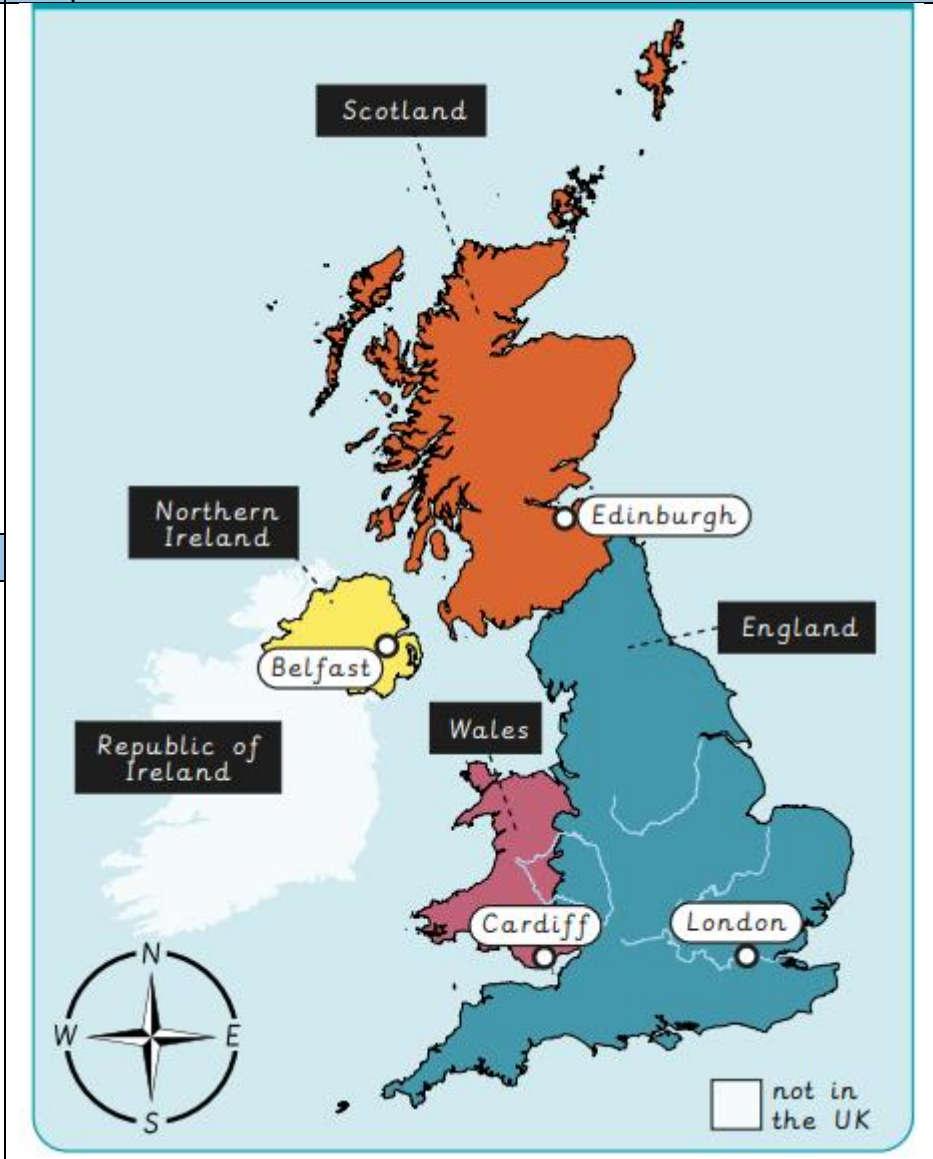 Scotland
Northern
Ireland
Edinburgh
England
Belfast
Wales
Republic of
Ireland
Cardiff
London
N
W
E
S
not in
the UK